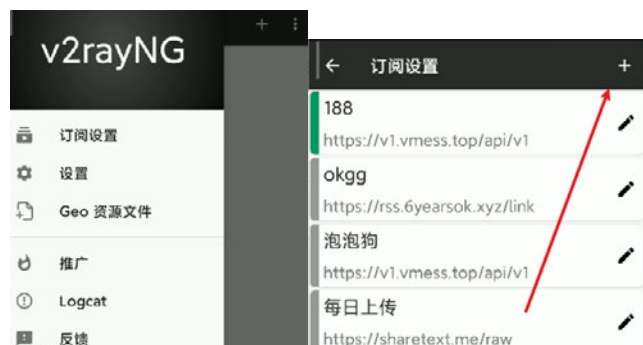 v2rayNG
订阅设置
设置
Geo 资源文件
推广
Logcat
反馈
订阅设置
188
https://v1.vmess.top/api/v1
okgg
https://rss.6yearsok.xyz/link
泡泡狗
https://v1.vmess.top/api/v1
每日上传
https://sharetext.me/raw